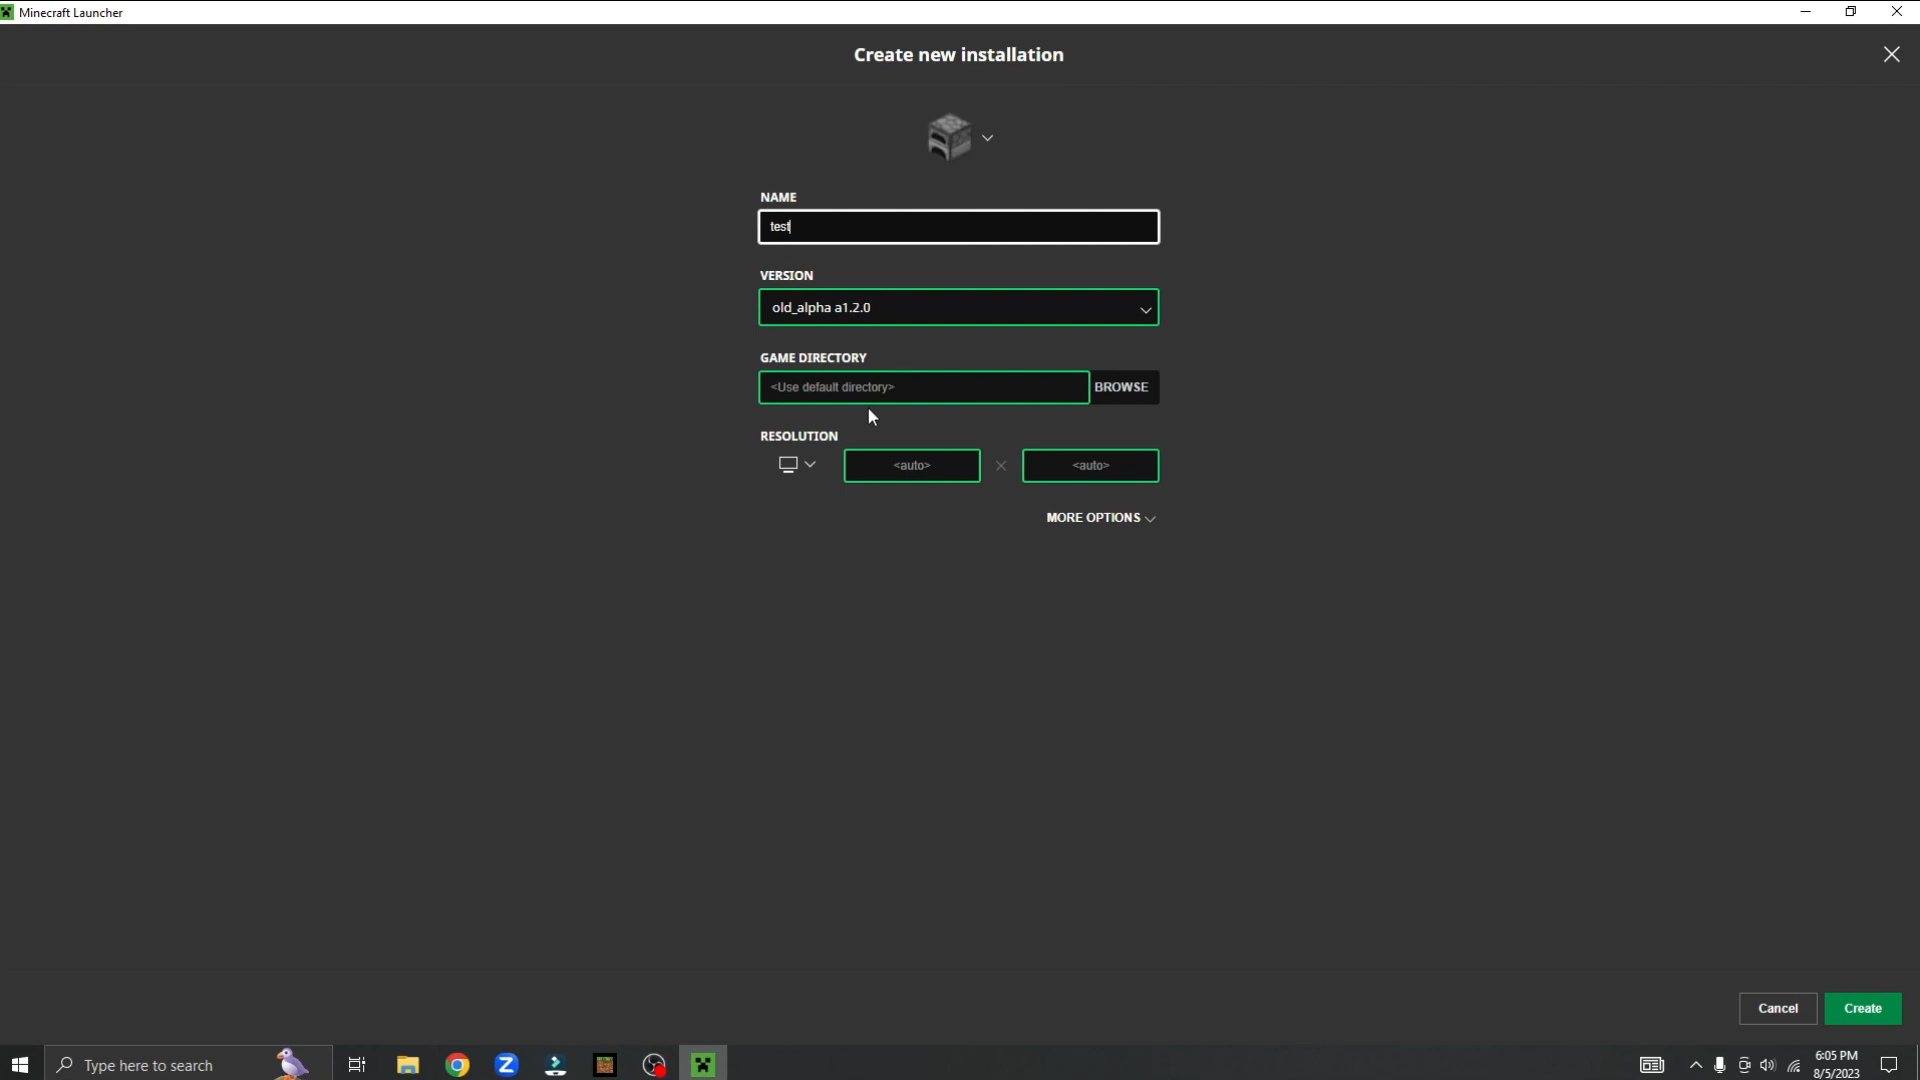 Minecraft Launcher
Create new installation
NAME
test
VERSION
old_alpha a1.2.0
GAME DIRECTORY
<Use default directory>
BROWSE
RESOLUTION
<auto>
<auto>
MORE OPTIONS
Cancel
Create
Type here to search
6:05 PM
8/5/2023